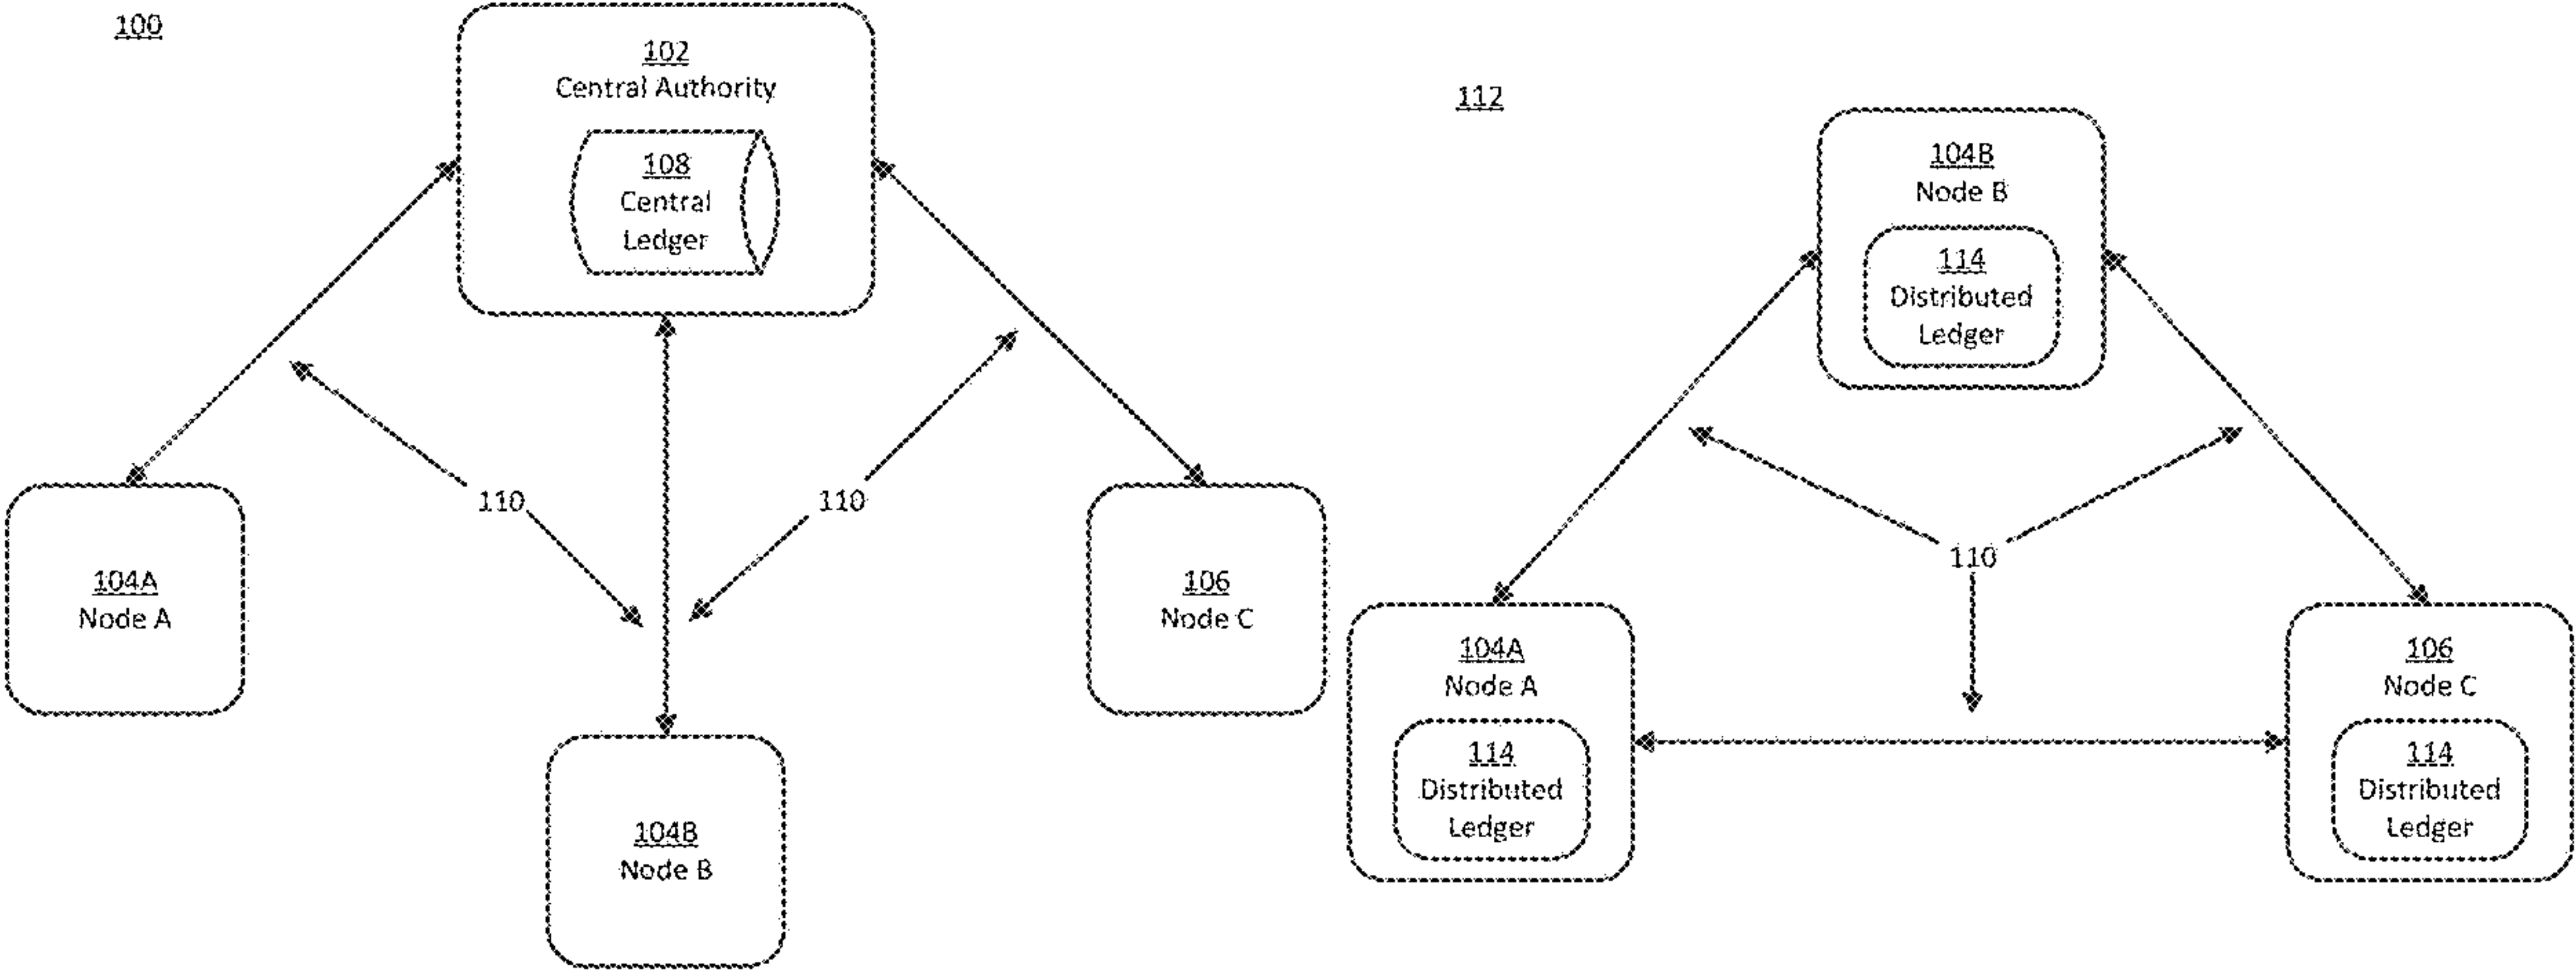 100
102
Central Authority
108
Central
Ledger
110
110
104A
Node A
106
Node C
104B
Node B
112
104B
Node B
114
Distributed
Ledger
110
104A
Node A
114
Distributed
Ledger
106
Node C
114
Distributed
Ledger